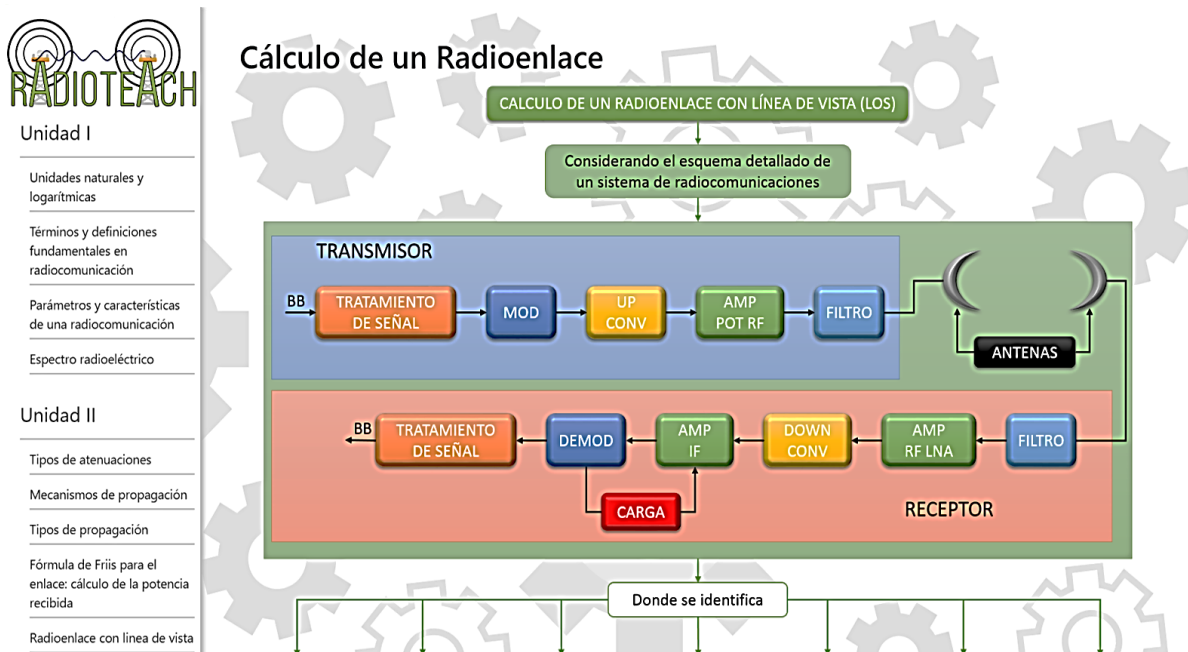 RADIOTEACH
Unidad I
Unidades naturales y
logarítmicas
Términos y definiciones
fundamentales en
radiocomunicación
Parámetros y características
de una radiocomunicación
Espectro radioeléctrico
Unidad II
Tipos de atenuaciones
Mecanismos de propagación
Tipos de propagación
Fórmula de Friis para el
enlace: cálculo de la potencia
recibida
Radioenlace con linea de vista
Cálculo de un Radioenlace
CALCULO DE UN RADIOENLACE CON LÍNEA DE VISTA (LOS)
Considerando el esquema detallado de
un sistema de radiocomunicaciones
TRANSMISOR
BB
TRATAMIENTO
DE SEÑAL
MOD
UP
CONV
AMP
POT RF
FILTRO
ANTENAS
BB
TRATAMIENTO
DE SEÑAL
DEMOD
AMP
IF
DOWN
CONV
AMP
RF LNA
FILTRO
CARGA
RECEPTOR
Donde se identifica